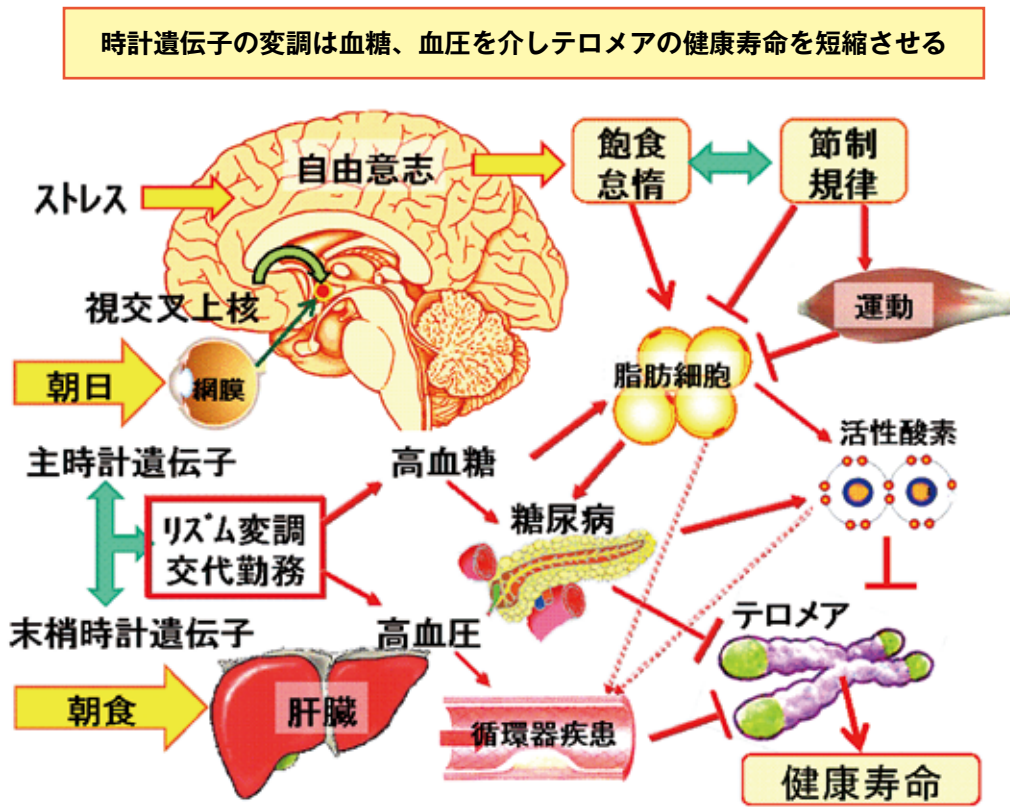 時計遺伝子の変調は血糖、血圧を介しテロメアの健康寿命を短縮させる
自由意志
飽食
怠惰
節制
規律
ストレス
視交叉上核
運動
朝日
網膜
脂肪細胞
活性酸素
主時計遺伝子
高血糖
リズム変調
交代勤務
糖尿病
末梢時計遺伝子
高血圧
テロメア
朝食
肝臓
循環器疾患
健康寿命